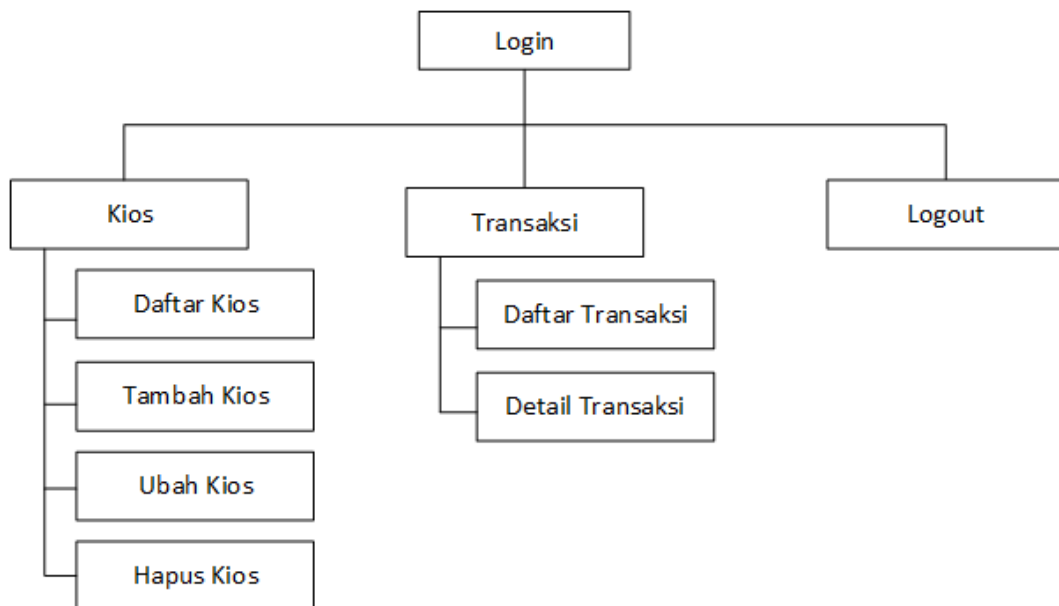 Login
Kios
Transaksi
Logout
Daftar Kios
Tambah Kios
Ubah Kios
Hapus Kios
Daftar Transaksi
Detail Transaksi